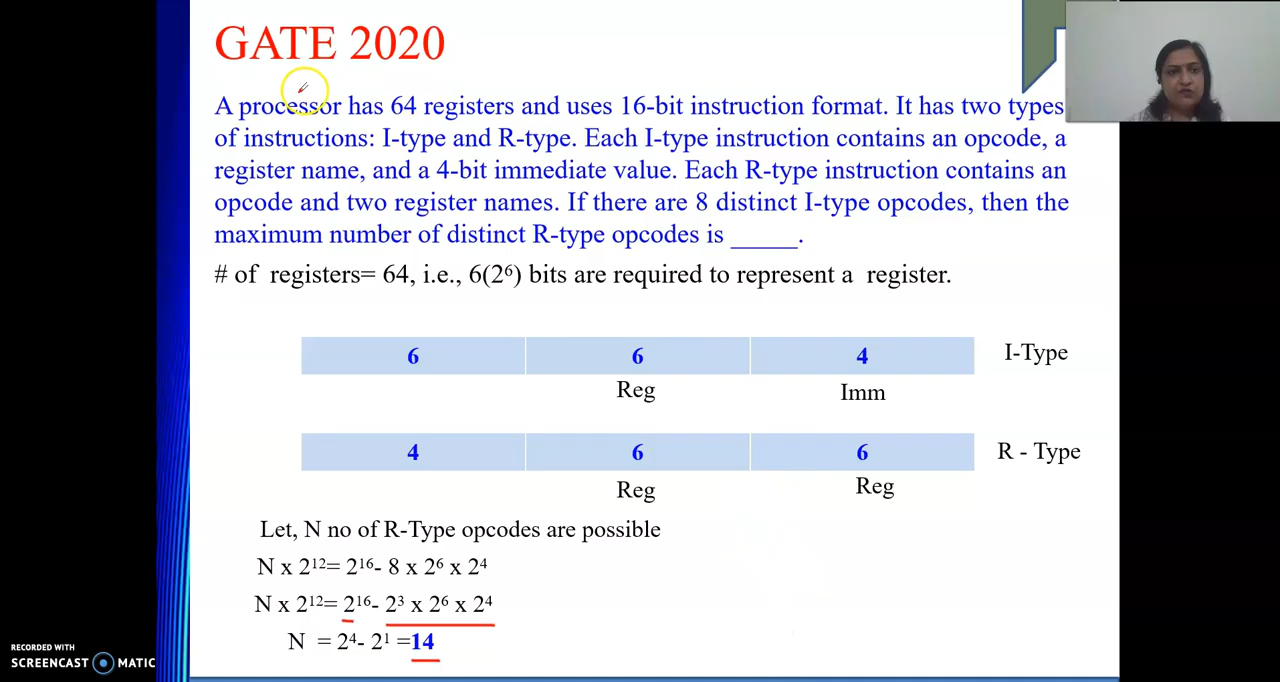 GATE 2020
A processor has 64 registers and uses 16-bit instruction format. It has two types
of instructions: I-type and R-type. Each I-type instruction contains an opcode, a
register name, and a 4-bit immediate value. Each R-type instruction contains an
opcode and two register names. If there are 8 distinct I-type opcodes, then the
maximum number of distinct R-type opcodes is _____.
# of registers= 64, i.e., 6(2⁶) bits are required to represent a register.
6 6 4 I-Type
Reg Imm
4 6 6 R - Type
Reg Reg
Let, N no of R-Type opcodes are possible
N x 2¹²= 2¹⁶- 8 x 2⁶ x 2⁴
N x 2¹²= 2¹⁶- 2³ x 2⁶ x 2⁴
N = 2⁴- 2¹ =14
RECORDED WITH
SCREENCAST MATIC